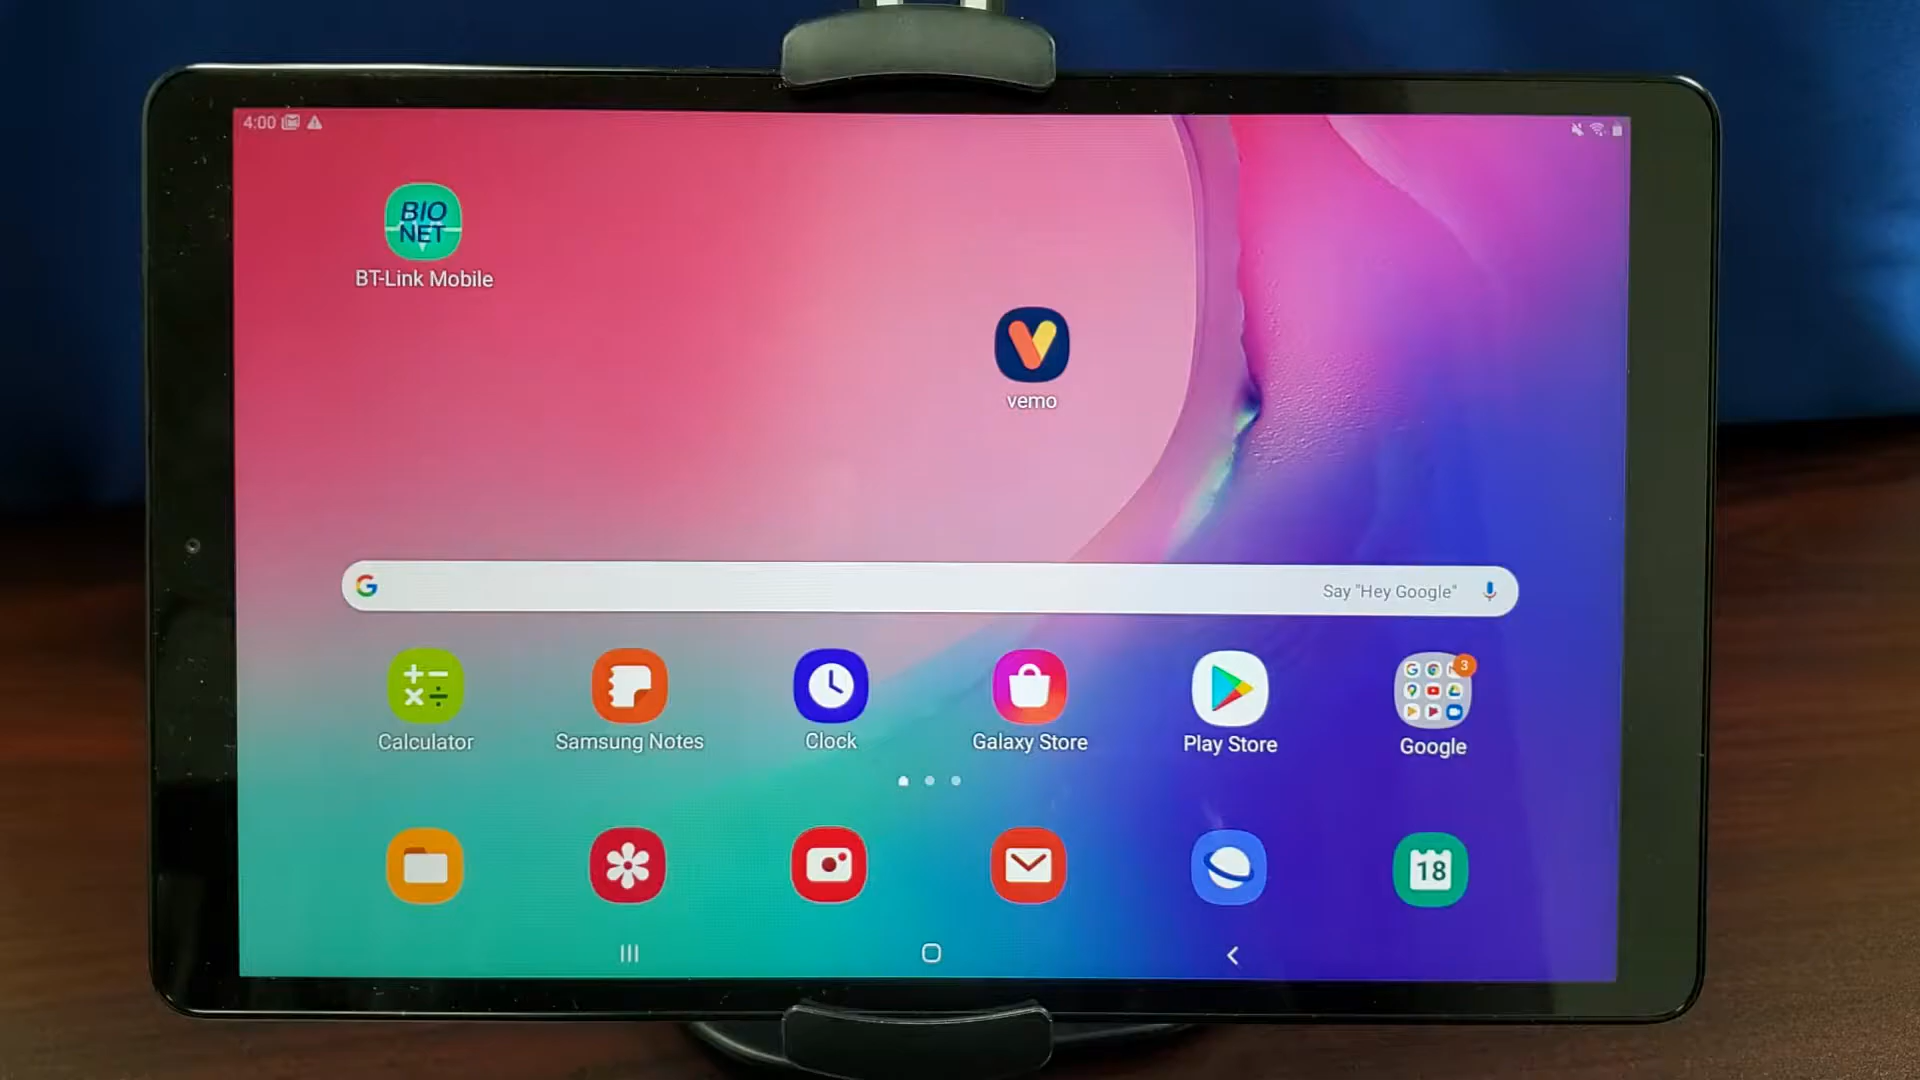 4:00
BIO
NET
BT-Link Mobile
vemo
G
Say "Hey Google"
Calculator
Samsung Notes
Clock
Galaxy Store
Play Store
3
Google
18